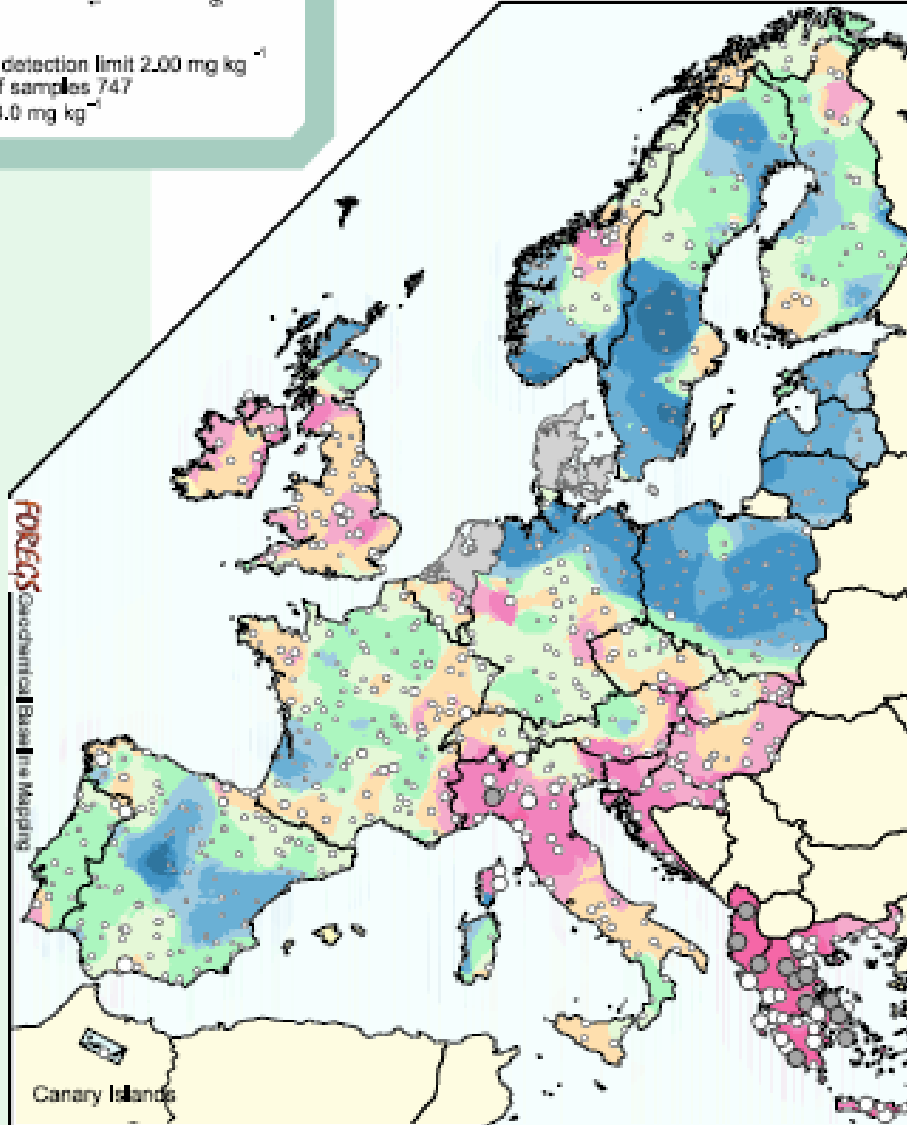 detection limit 2.00 mg kg⁻¹
f samples 747
.0 mg kg⁻¹
FOREGS Geochemical Baseline Mapping
Canary Islands